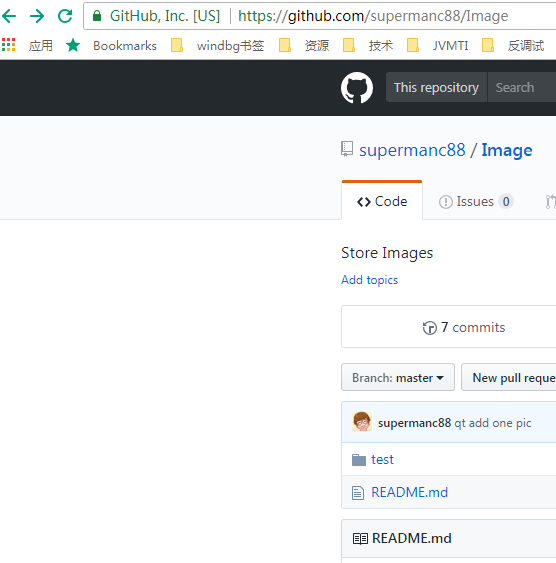 GitHub, Inc. [US] | https://github.com/supermanc88/Image
应用 Bookmarks windbg书签 资源 技术 JVMTI 反调试
This repository Search
supermanc88 / Image
Code Issues 0
Store Images
Add topics
7 commits
Branch: master New pull reque
supermanc88 qt add one pic
test
README.md
README.md